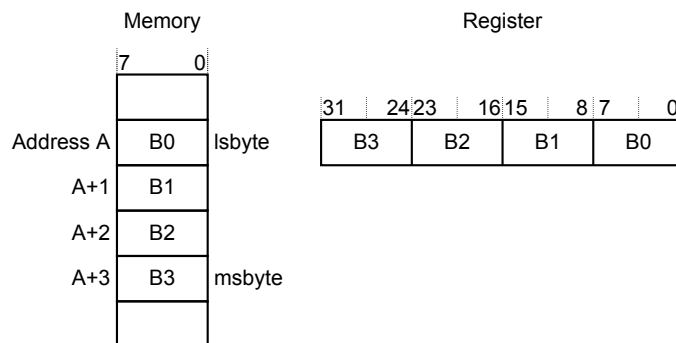 Memory
Register
7 0
31 24 23 16 15 8 7 0
Address A B0 lsbyte
B3 B2 B1 B0
A+1 B1
A+2 B2
A+3 B3 msbyte